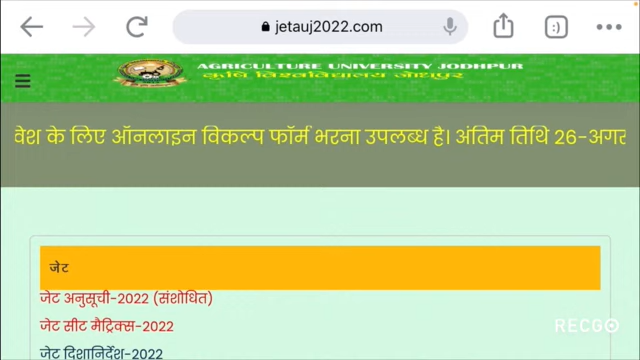 jetauj2022.com
AGRICULTURE UNIVERSITY JODHPUR
कृषि विश्वविद्यालय जोधपुर
वेश के लिए ऑनलाइन विकल्प फॉर्म भरना उपलब्ध है। अंतिम तिथि 26-अगस
जेट
जेट अनुसूची-2022 (संशोधित)
जेट सीट मैट्रिक्स-2022
जेट दिशानिर्देश-2022
RECGO